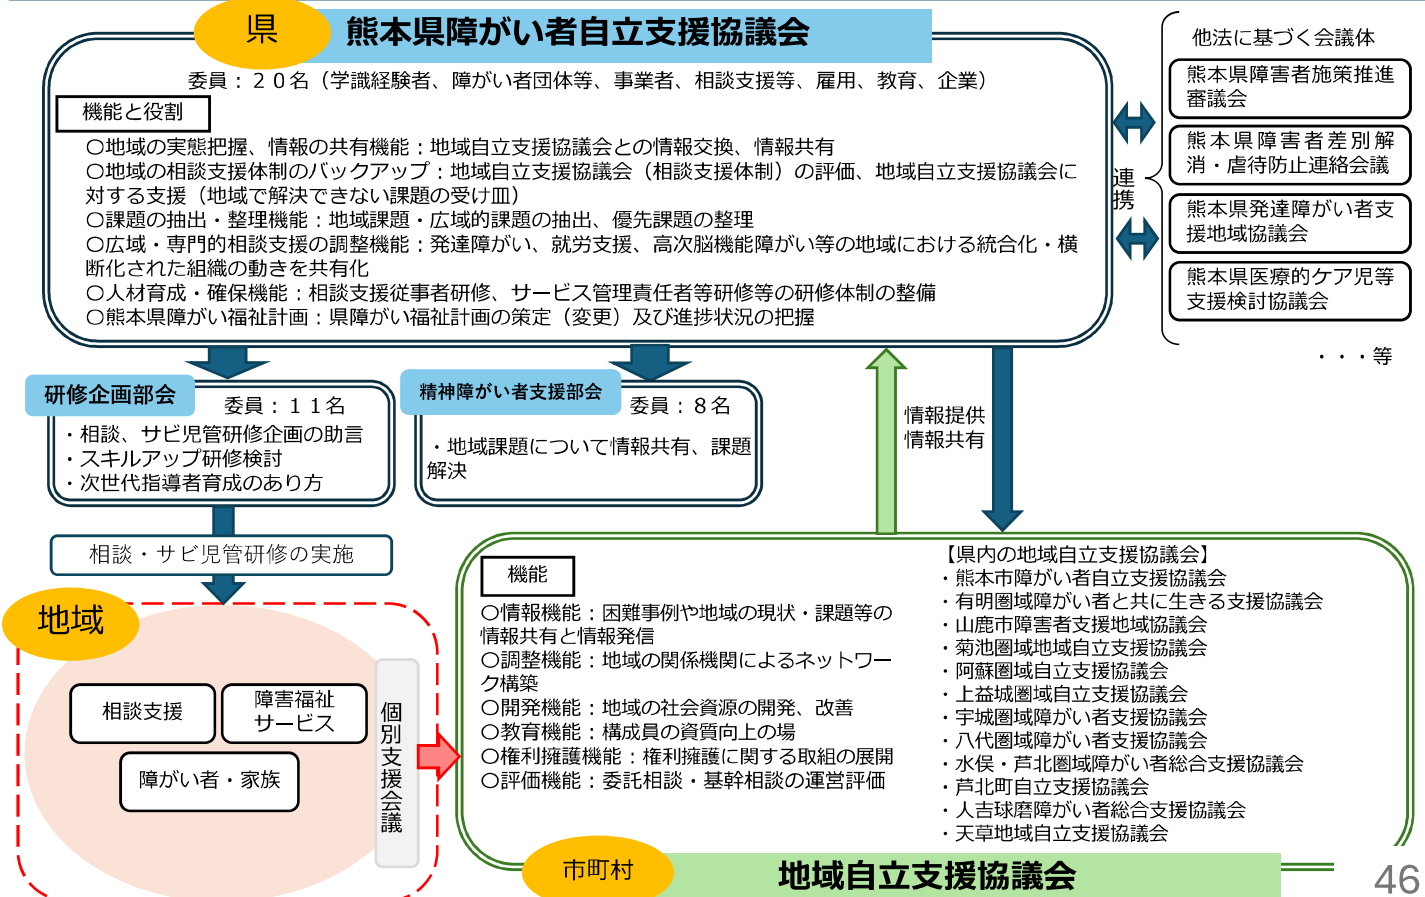 県
熊本県障がい者自立支援協議会
委員：２０名（学識経験者、障がい者団体等、事業者、相談支援等、雇用、教育、企業）
機能と役割
〇地域の実態把握、情報の共有機能：地域自立支援協議会との情報交換、情報共有
〇地域の相談支援体制のバックアップ：地域自立支援協議会（相談支援体制）の評価、地域自立支援協議会に
対する支援（地域で解決できない課題の受け皿）
〇課題の抽出・整理機能：地域課題・広域的課題の抽出、優先課題の整理
〇広域・専門的相談支援の調整機能：発達障がい、就労支援、高次脳機能障がい等の地域における統合化・横
断化された組織の動きを共有化
〇人材育成・確保機能：相談支援従事者研修、サービス管理責任者等研修等の研修体制の整備
〇熊本県障がい福祉計画：県障がい福祉計画の策定（変更）及び進捗状況の把握
連携
他法に基づく会議体
熊本県障害者施策推進
審議会
熊本県障害者差別解
消・虐待防止連絡会議
熊本県発達障がい者支
援地域協議会
熊本県医療的ケア児等
支援検討協議会
・・・等
研修企画部会
委員：１１名
・相談、サビ児管研修企画の助言
・スキルアップ研修検討
・次世代指導者育成のあり方
精神障がい者支援部会
委員：８名
・地域課題について情報共有、課題
解決
情報提供
情報共有
相談・サビ児管研修の実施
地域
相談支援
障害福祉
サービス
障がい者・家族
個別支援会議
機能
〇情報機能：困難事例や地域の現状・課題等の
情報共有と情報発信
〇調整機能：地域の関係機関によるネットワー
ク構築
〇開発機能：地域の社会資源の開発、改善
〇教育機能：構成員の資質向上の場
〇権利擁護機能：権利擁護に関する取組の展開
〇評価機能：委託相談・基幹相談の運営評価
【県内の地域自立支援協議会】
・熊本市障がい者自立支援協議会
・有明圏域障がい者と共に生きる支援協議会
・山鹿市障害者支援地域協議会
・菊池圏域地域自立支援協議会
・阿蘇圏域自立支援協議会
・上益城圏域自立支援協議会
・宇城圏域障がい者支援協議会
・八代圏域障がい者支援協議会
・水俣・芦北圏域障がい者総合支援協議会
・芦北町自立支援協議会
・人吉球磨障がい者総合支援協議会
・天草地域自立支援協議会
市町村
地域自立支援協議会
46